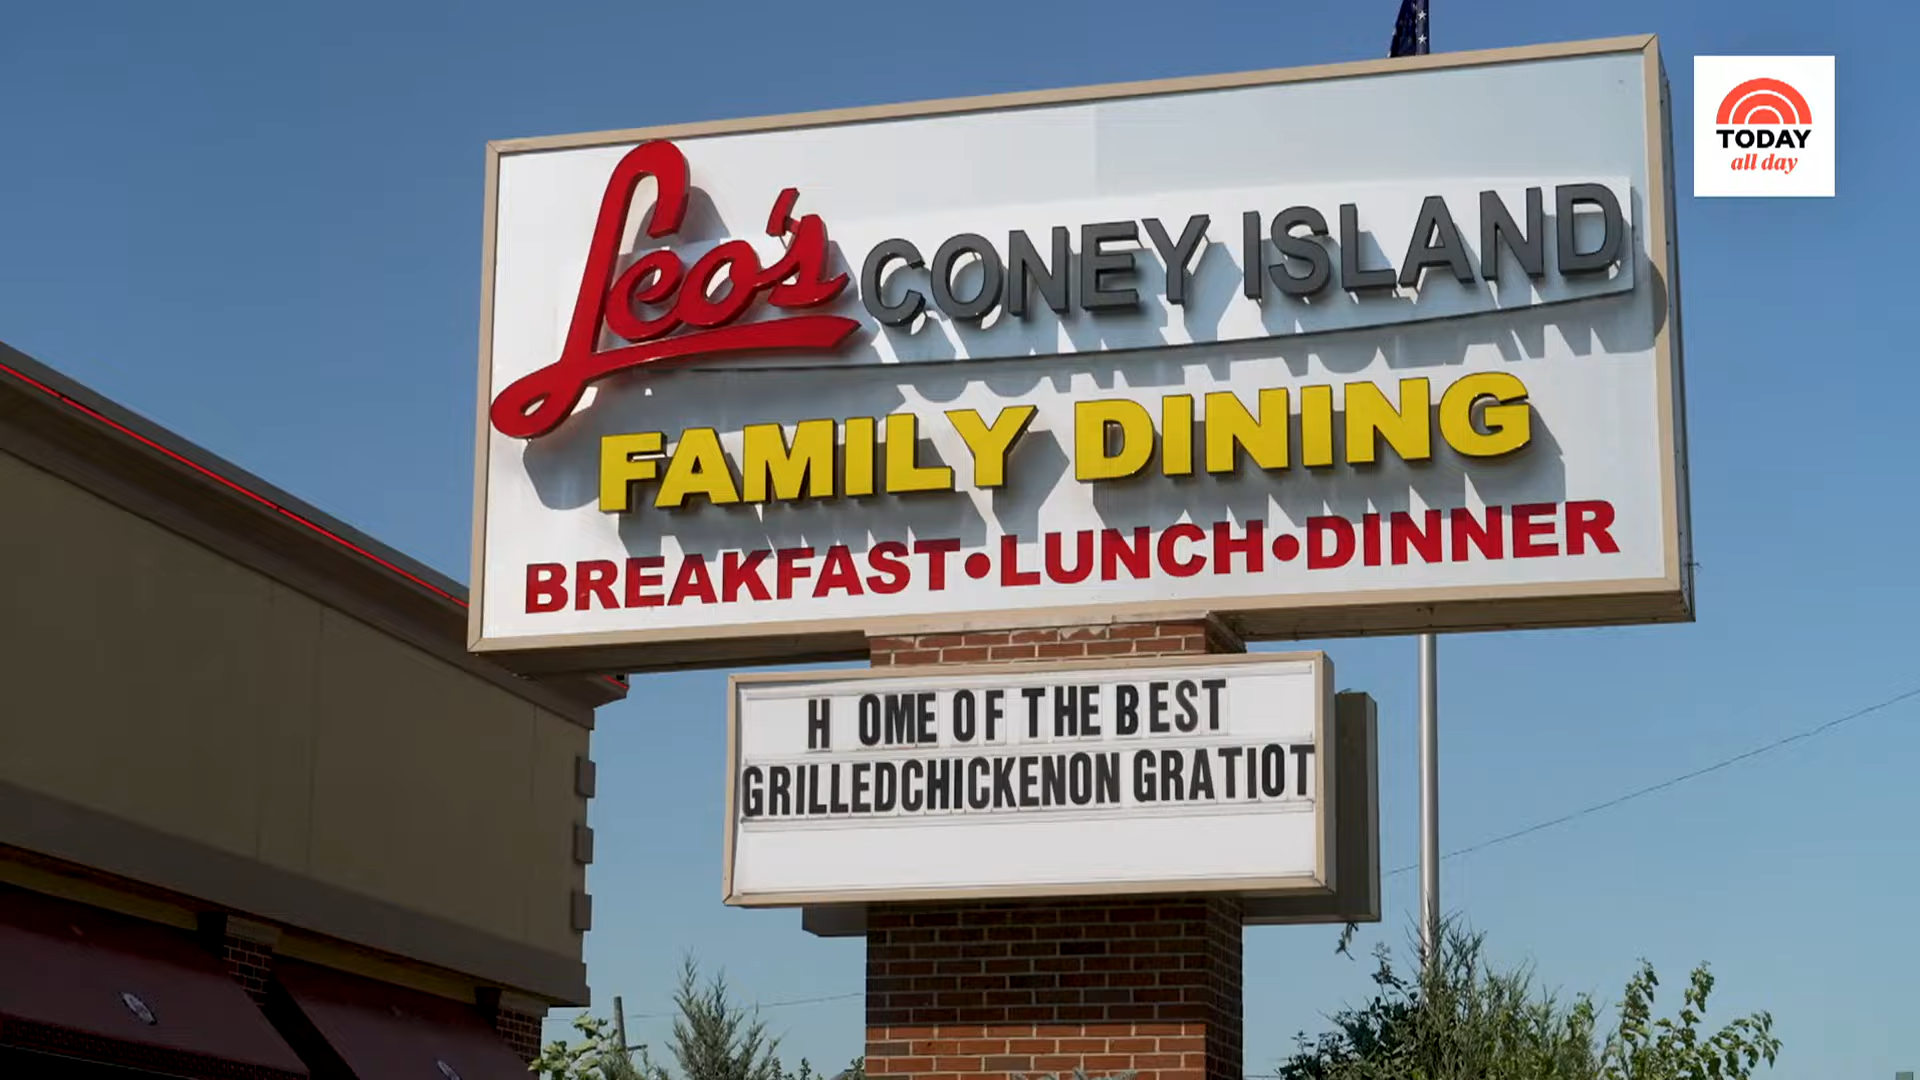 Leo's CONEY ISLAND
FAMILY DINING
BREAKFAST•LUNCH•DINNER
H OME OF THE BEST
GRILLEDCHICKENON GRATIOT
TODAY
all day